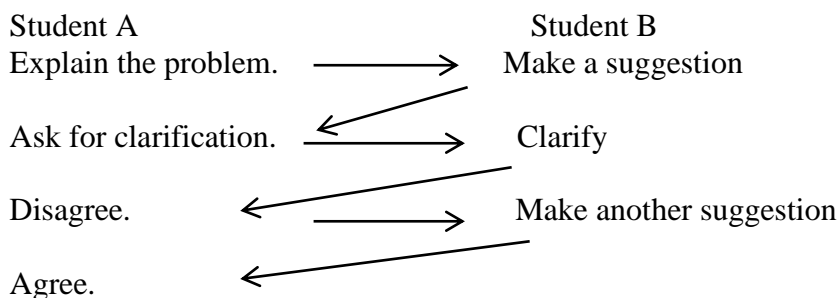 Student A Student B
Explain the problem. Make a suggestion
Ask for clarification. Clarify
Disagree. Make another suggestion
Agree.